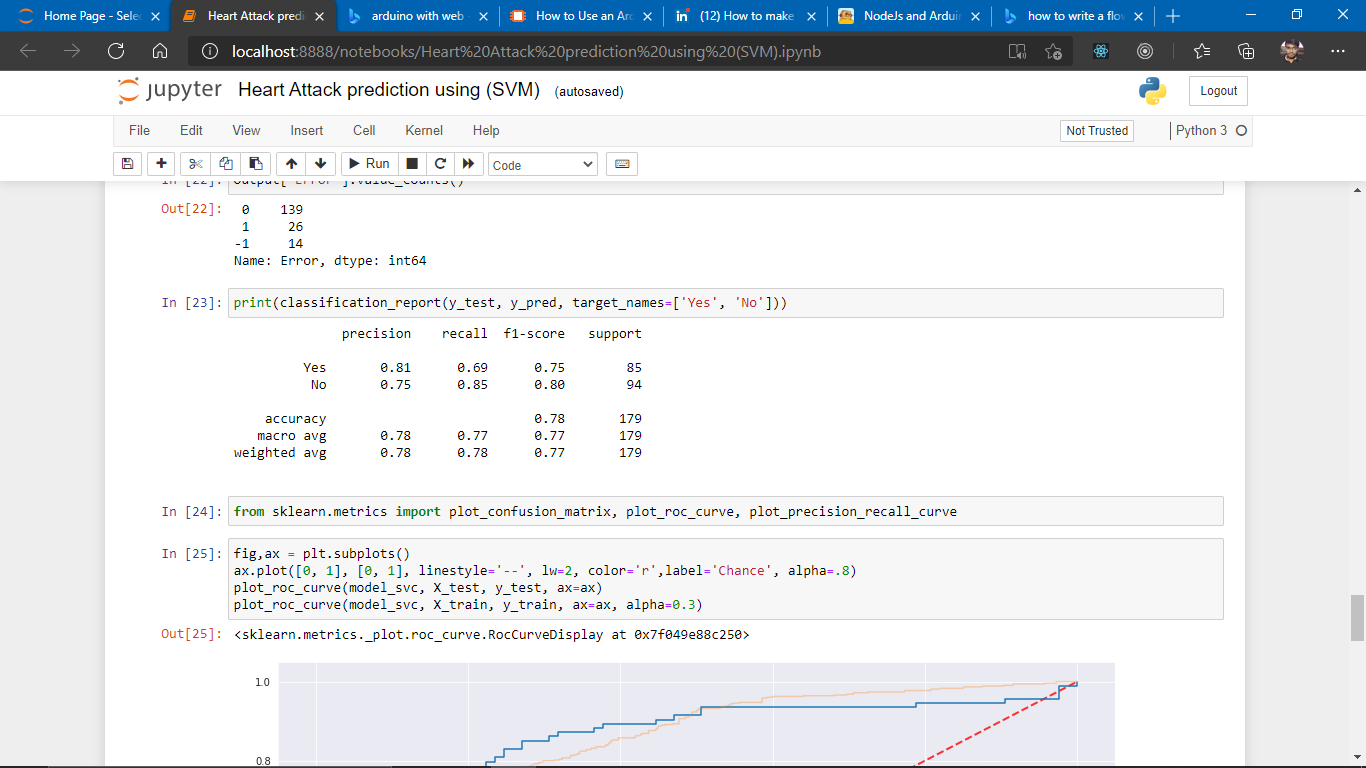 Home Page - Sele
Heart Attack predi
arduino with web
How to Use an Ard
(12) How to make
NodeJs and Arduin
how to write a flo
localhost:8888/notebooks/Heart%20Attack%20prediction%20using%20(SVM).ipynb
jupyter Heart Attack prediction using (SVM) (autosaved)
Logout
File Edit View Insert Cell Kernel Help
Not Trusted
Python 3
Run
Code
In [22]: output['Error'].value_counts()
Out[22]: 0 139
1 26
-1 14
Name: Error, dtype: int64
In [23]: print(classification_report(y_test, y_pred, target_names=['Yes', 'No']))
precision recall f1-score support
Yes 0.81 0.69 0.75 85
No 0.75 0.85 0.80 94
accuracy 0.78 179
macro avg 0.78 0.77 0.77 179
weighted avg 0.78 0.78 0.77 179
In [24]: from sklearn.metrics import plot_confusion_matrix, plot_roc_curve, plot_precision_recall_curve
In [25]: fig,ax = plt.subplots()
ax.plot([0, 1], [0, 1], linestyle='--', lw=2, color='r',label='Chance', alpha=.8)
plot_roc_curve(model_svc, X_test, y_test, ax=ax)
plot_roc_curve(model_svc, X_train, y_train, ax=ax, alpha=0.3)
Out[25]: <sklearn.metrics._plot.roc_curve.RocCurveDisplay at 0x7f049e88c250>
1.0
0.8